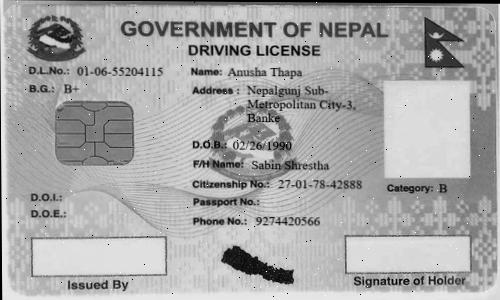 GOVERNMENT OF NEPAL
DRIVING LICENSE
D.L.No.: 01-06-55204115
B.G.: B+
Name: Anusha Thapa
Address : Nepalgunj Sub-
Metropolitan City-3,
Banke
D.O.B.: 02/26/1990
F/H Name: Sabin Shrestha
Citizenship No.: 27-01-78-42888
Passport No.:
Phone No.: 9274420566
Category: B
D.O.I.:
D.O.E.:
Issued By
Signature of Holder